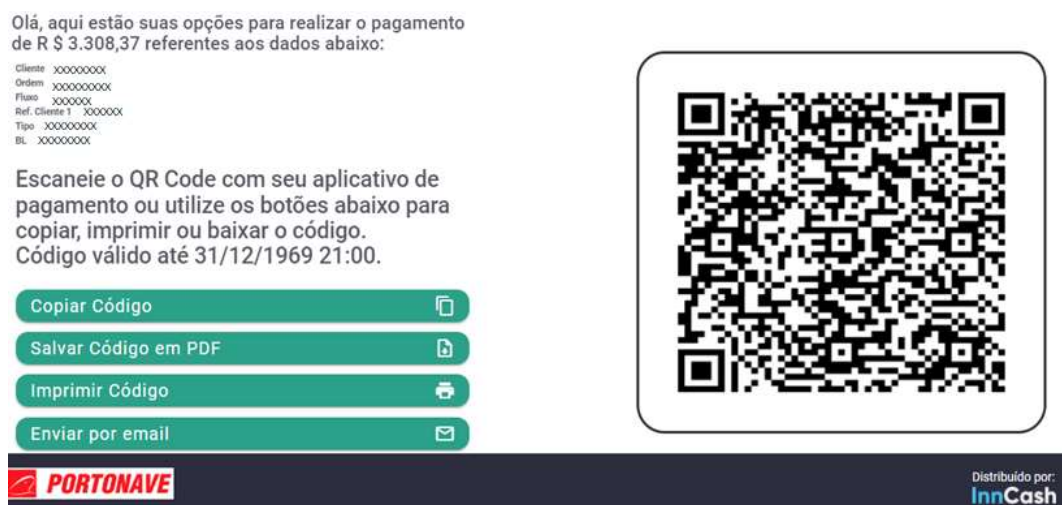 Olá, aqui estão suas opções para realizar o pagamento
de R $ 3.308,37 referentes aos dados abaixo:
Cliente XXXXXXXX
Ordem XXXXXXXXX
Fluxo XXXXXX
Ref. Cliente 1 XXXXXX
Tipo XXXXXXXX
BL XXXXXXXX
Escaneie o QR Code com seu aplicativo de
pagamento ou utilize os botões abaixo para
copiar, imprimir ou baixar o código.
Código válido até 31/12/1969 21:00.
Copiar Código
Salvar Código em PDF
Imprimir Código
Enviar por email
PORTONAVE
Distribuído por:
InnCash